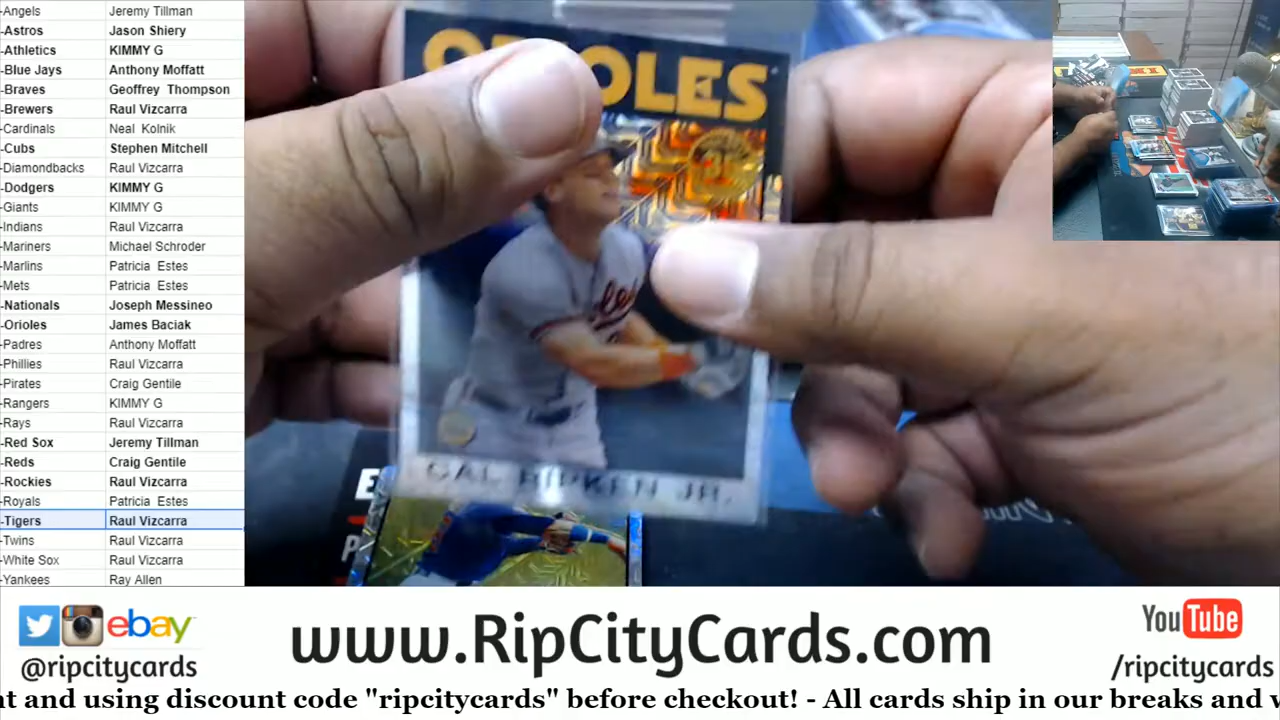 -Angels Jeremy Tillman
-Astros Jason Shiery
-Athletics KIMMY G
-Blue Jays Anthony Moffatt
-Braves Geoffrey Thompson
-Brewers Raul Vizcarra
-Cardinals Neal Kolnik
-Cubs Stephen Mitchell
-Diamondbacks Raul Vizcarra
-Dodgers KIMMY G
-Giants KIMMY G
-Indians Raul Vizcarra
-Mariners Michael Schroder
-Marlins Patricia Estes
-Mets Patricia Estes
-Nationals Joseph Messineo
-Orioles James Baciak
-Padres Anthony Moffatt
-Phillies Raul Vizcarra
-Pirates Craig Gentile
-Rangers KIMMY G
-Rays Raul Vizcarra
-Red Sox Jeremy Tillman
-Reds Craig Gentile
-Rockies Raul Vizcarra
-Royals Patricia Estes
-Tigers Raul Vizcarra
-Twins Raul Vizcarra
-White Sox Raul Vizcarra
-Yankees Ray Allen
ORIOLES
CAL RIPKEN JR.
ebay
@ripcitycards
www.RipCityCards.com
YouTube
/ripcitycards
and using discount code "ripcitycards" before checkout! - All cards ship in our breaks and